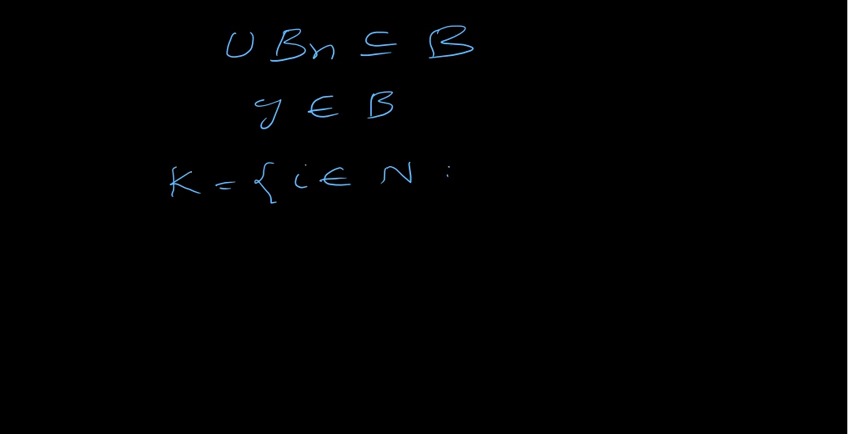 ∪ Bn ⊆ B
y ∈ B
K = { i ∈ N :